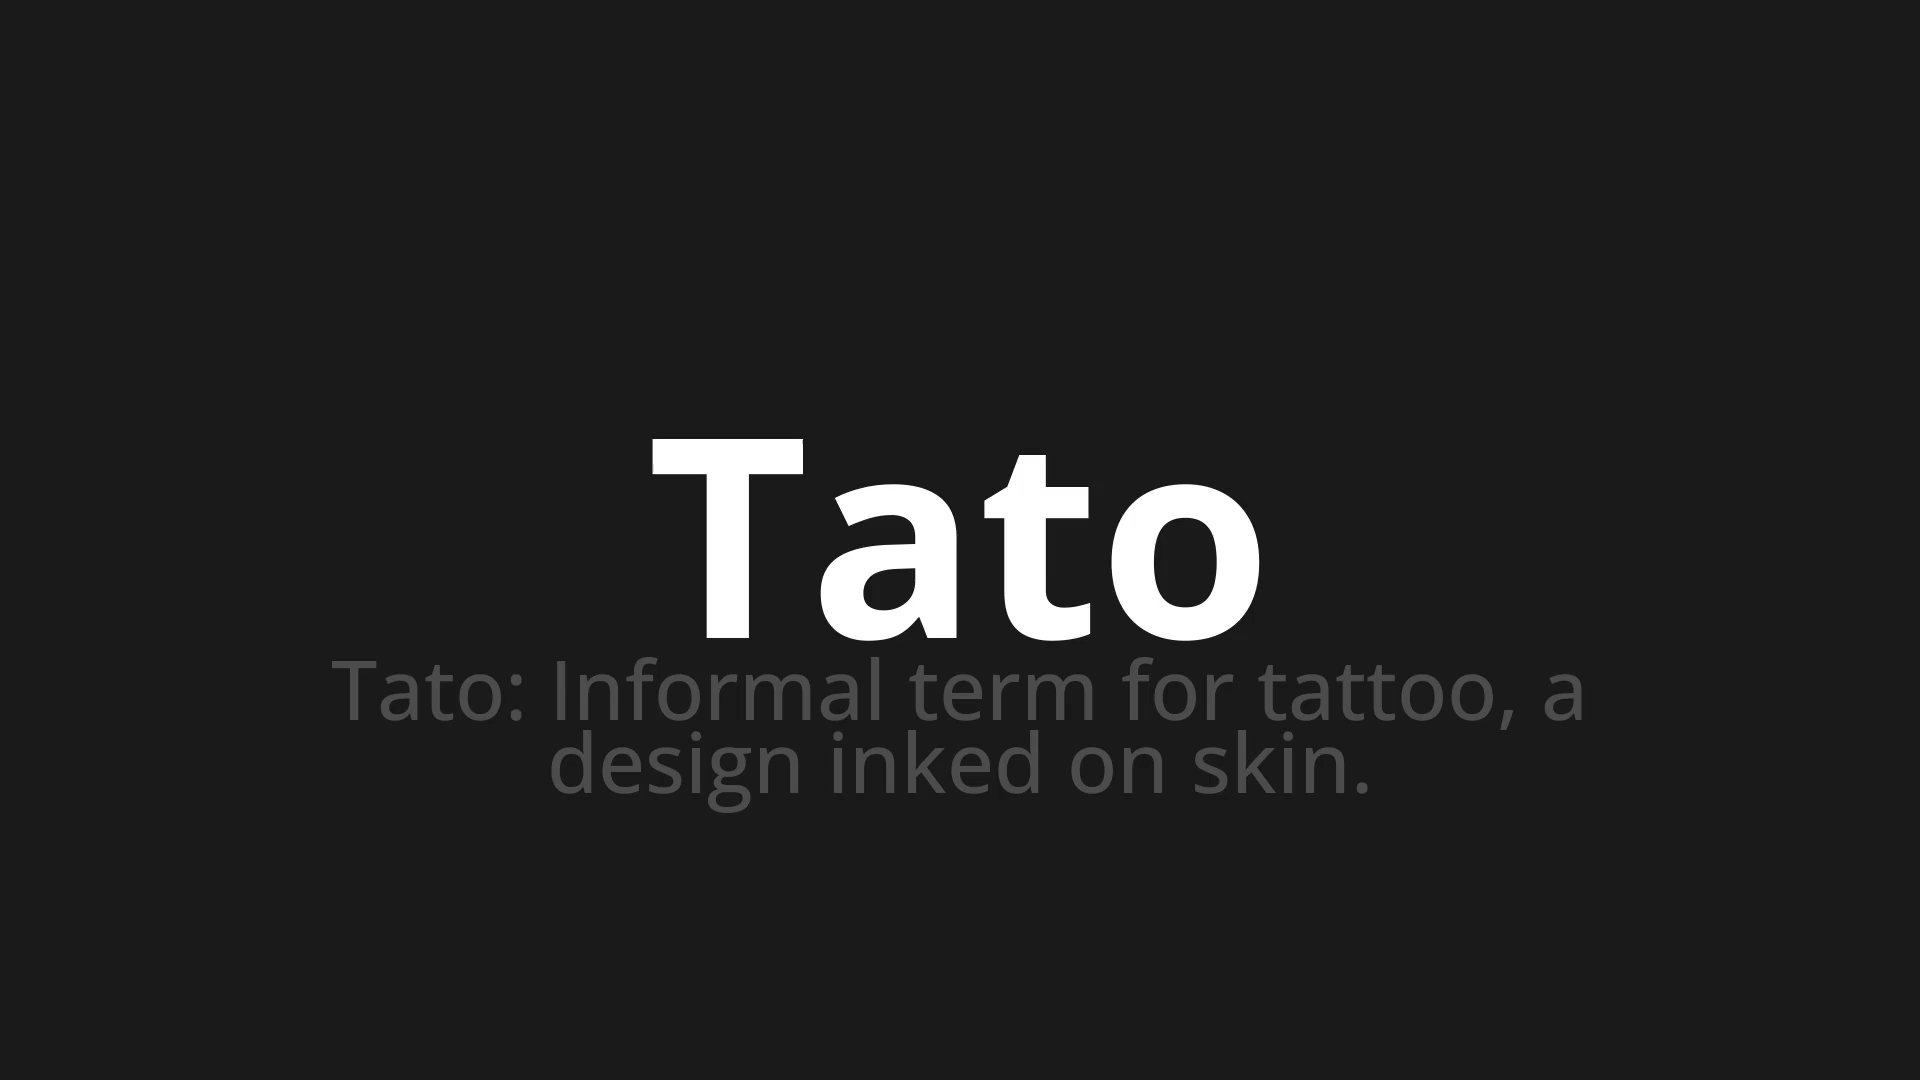 Tato
Tato: Informal term for tattoo, a
design inked on skin.